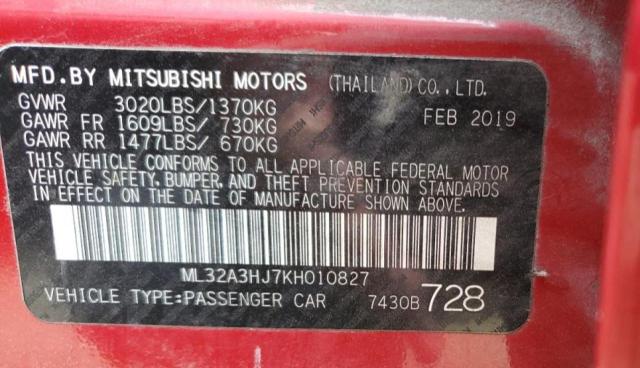 MFD.BY MITSUBISHI MOTORS (THAILAND)CO.,LTD.
GVWR 3020LBS/1370KG FEB 2019
GAWR FR 1609LBS/ 730KG
GAWR RR 1477LBS/ 670KG
THIS VEHICLE CONFORMS TO ALL APPLICABLE FEDERAL MOTOR
VEHICLE SAFETY, BUMPER, AND THEFT PREVENTION STANDARDS
IN EFFECT ON THE DATE OF MANUFACTURE SHOWN ABOVE.
ML32A3HJ7KH010827
VEHICLE TYPE:PASSENGER CAR 7430B 728